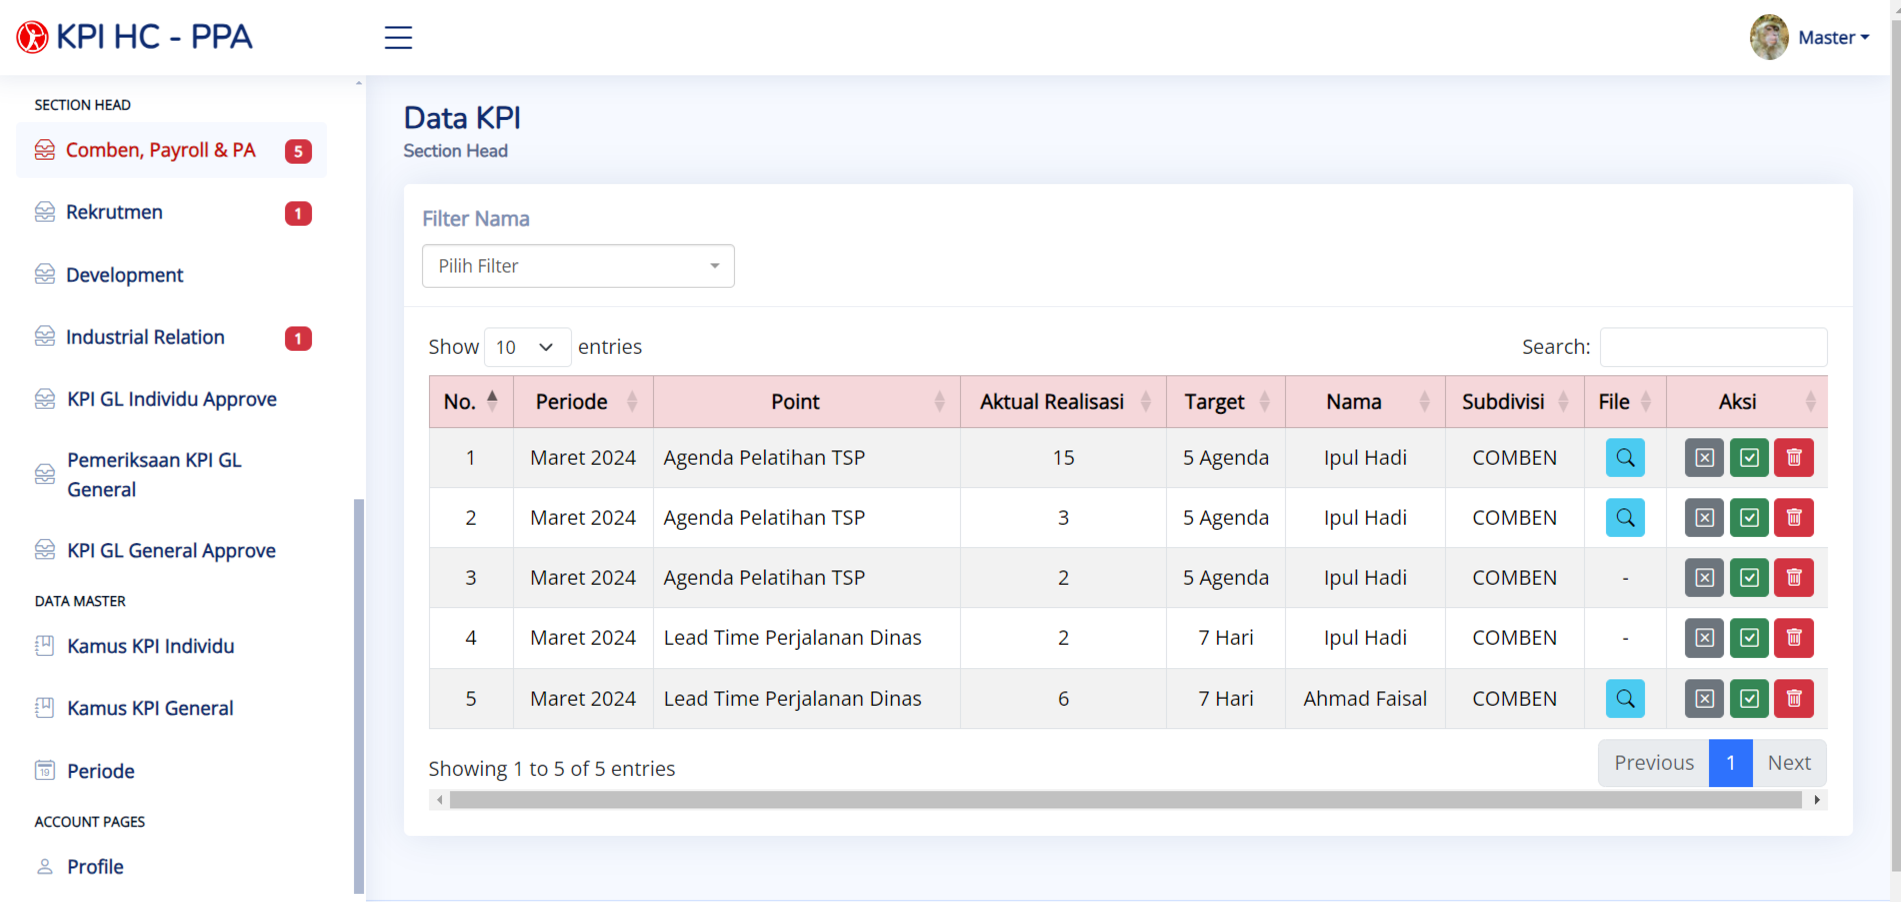 KPI HC - PPA
Master
SECTION HEAD
Comben, Payroll & PA 5
Rekrutmen 1
Development
Industrial Relation 1
KPI GL Individu Approve
Pemeriksaan KPI GL
General
KPI GL General Approve
DATA MASTER
Kamus KPI Individu
Kamus KPI General
19
Periode
ACCOUNT PAGES
Profile
Data KPI
Section Head
Filter Nama
Pilih Filter
Show 10 entries
Search:
No. Periode Point Aktual Realisasi Target Nama Subdivisi File Aksi
1 Maret 2024 Agenda Pelatihan TSP 15 5 Agenda Ipul Hadi COMBEN
2 Maret 2024 Agenda Pelatihan TSP 3 5 Agenda Ipul Hadi COMBEN
3 Maret 2024 Agenda Pelatihan TSP 2 5 Agenda Ipul Hadi COMBEN -
4 Maret 2024 Lead Time Perjalanan Dinas 2 7 Hari Ipul Hadi COMBEN -
5 Maret 2024 Lead Time Perjalanan Dinas 6 7 Hari Ahmad Faisal COMBEN
Showing 1 to 5 of 5 entries
Previous 1 Next